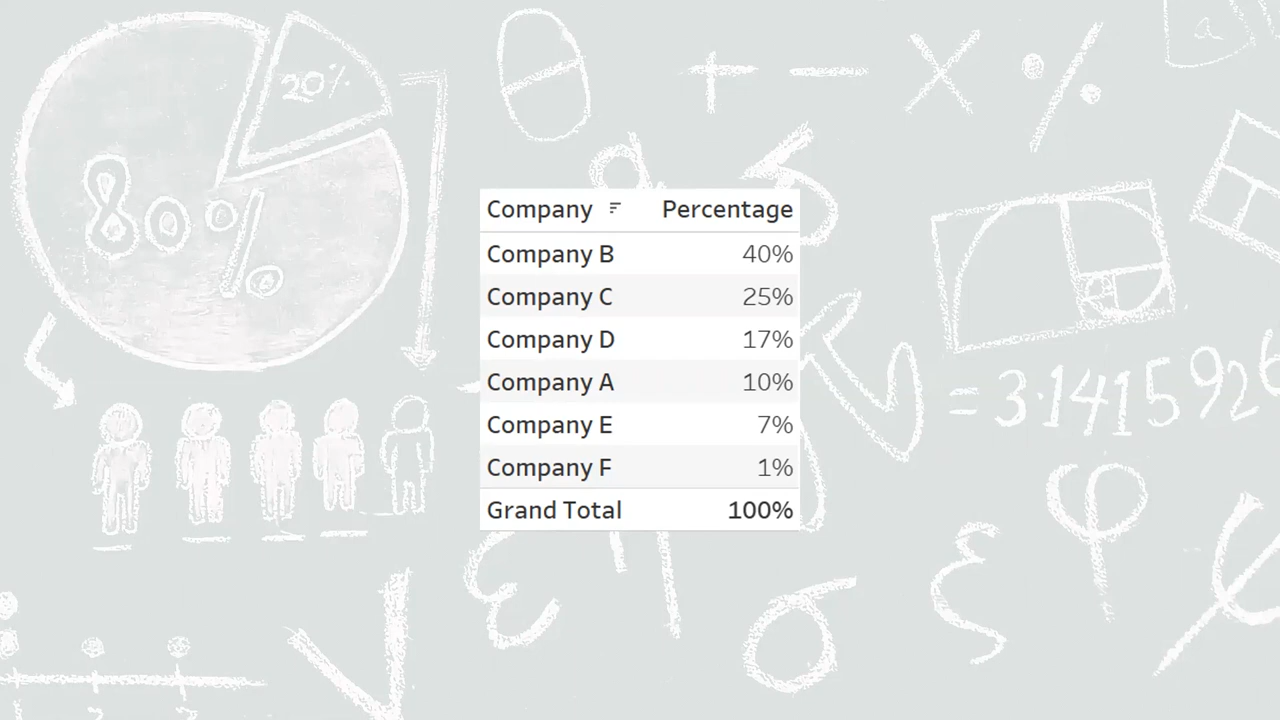 20%
80%
θ + − × %
a
Company Percentage
Company B 40%
Company C 25%
Company D 17%
Company A 10%
Company E 7%
Company F 1%
Grand Total 100%
= 3.141592
φ
ε
σ
ξ